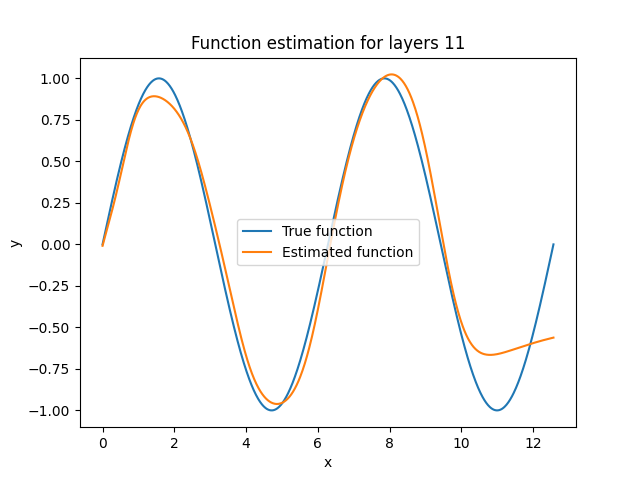 Function estimation for layers 11
1.00
0.75
0.50
0.25
0.00
−0.25
−0.50
−0.75
−1.00
y
True function
Estimated function
0 2 4 6 8 10 12
x